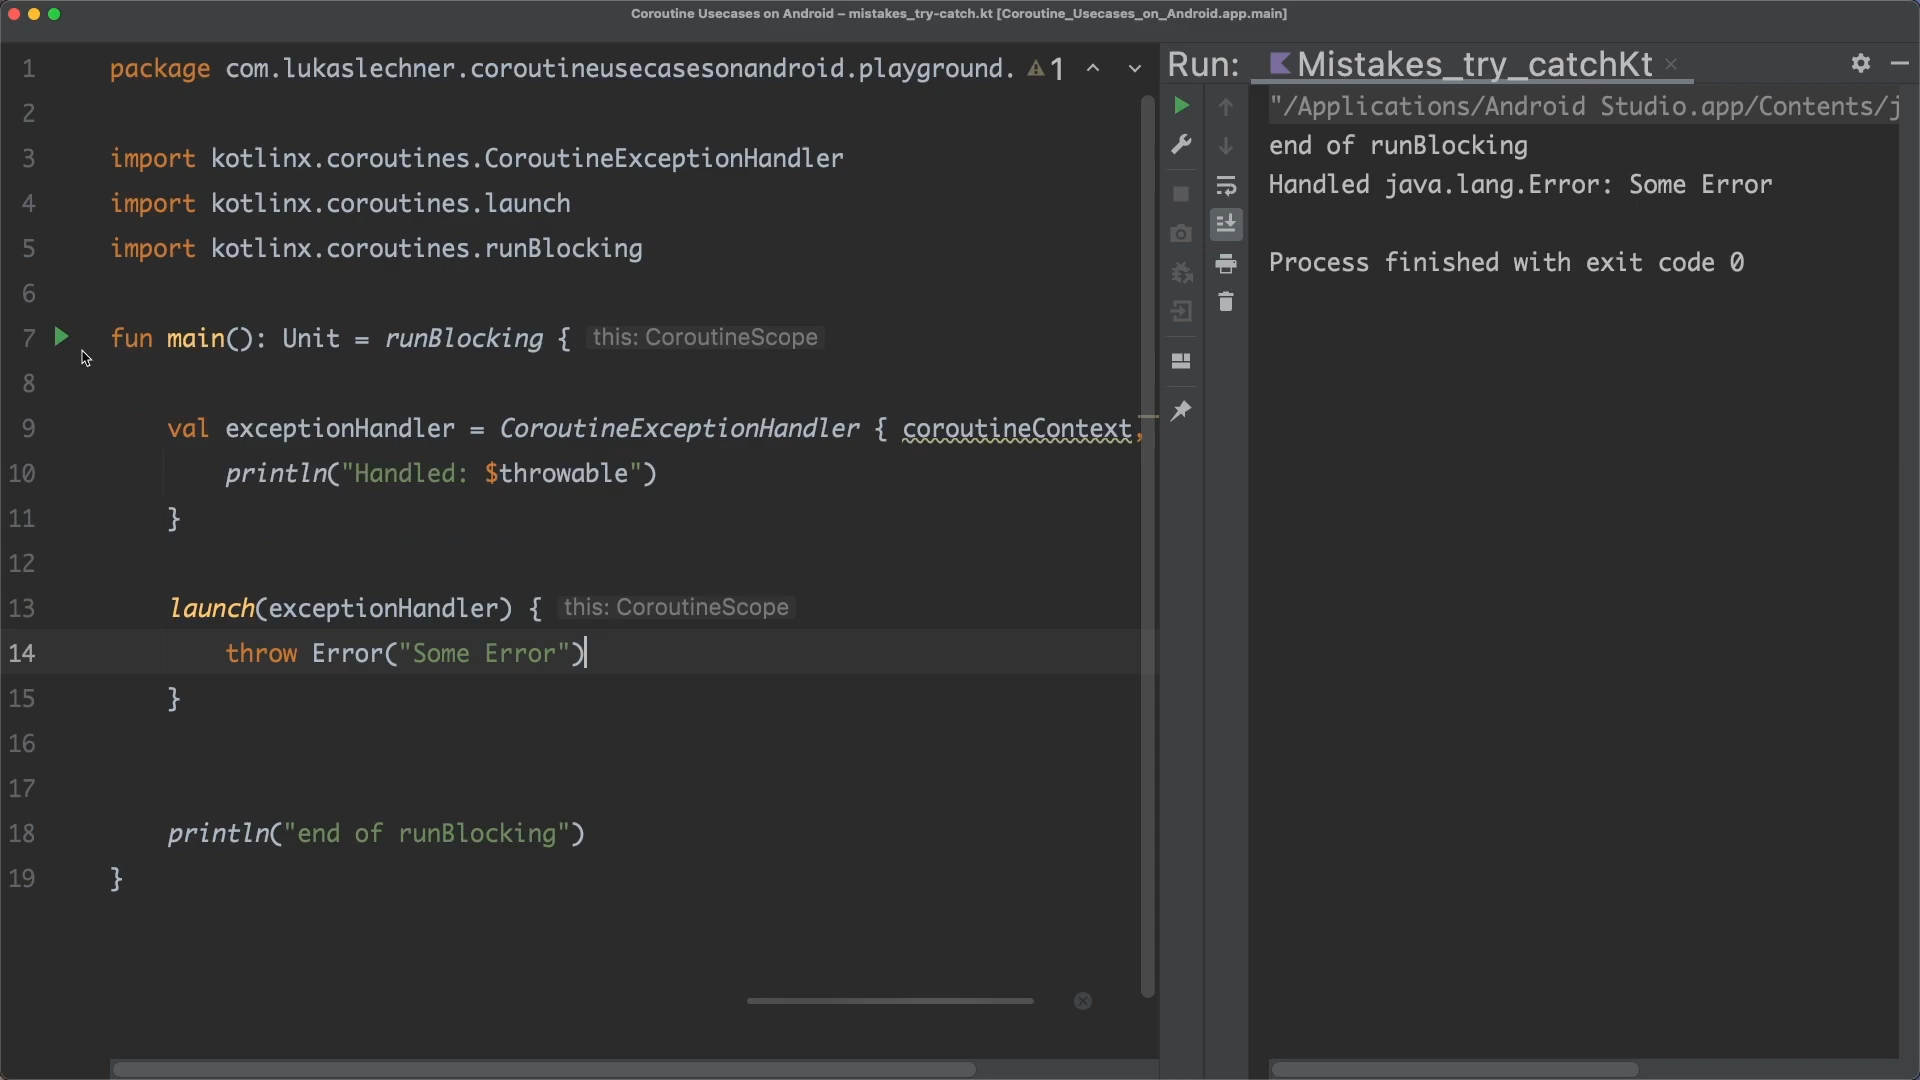 Coroutine Usecases on Android – mistakes_try-catch.kt [Coroutine_Usecases_on_Android.app.main]
1 package com.lukaslechner.coroutineusecasesonandroid.playground. 1
2
3 import kotlinx.coroutines.CoroutineExceptionHandler
4 import kotlinx.coroutines.launch
5 import kotlinx.coroutines.runBlocking
6
7 fun main(): Unit = runBlocking { this: CoroutineScope
8
9 val exceptionHandler = CoroutineExceptionHandler { coroutineContext,
10 println("Handled: $throwable")
11 }
12
13 launch(exceptionHandler) { this: CoroutineScope
14 throw Error("Some Error")
15 }
16
17
18 println("end of runBlocking")
19 }
Run: Mistakes_try_catchKt
"/Applications/Android Studio.app/Contents/j
end of runBlocking
Handled java.lang.Error: Some Error
Process finished with exit code 0